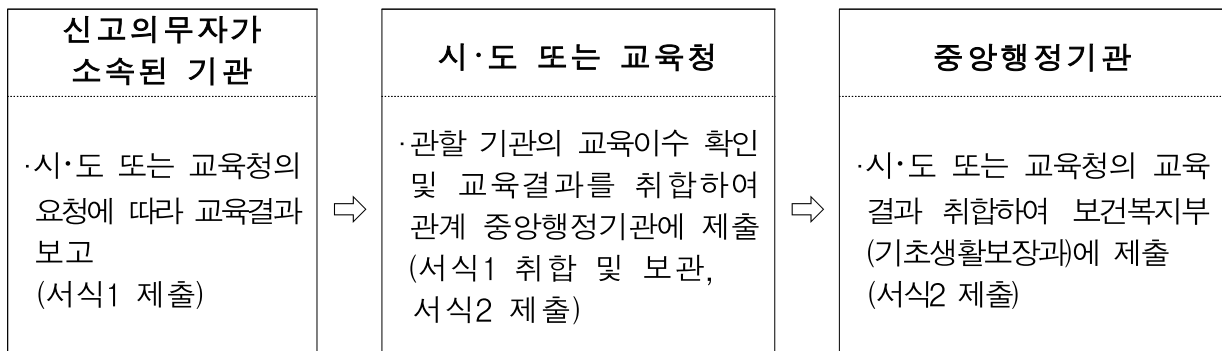 신고의무자가
소속된 기관
·시·도 또는 교육청의
요청에 따라 교육결과
보고
(서식1 제출)
⇨
시·도 또는 교육청
·관할 기관의 교육이수 확인
및 교육결과를 취합하여
관계 중앙행정기관에 제출
(서식1 취합 및 보관,
서식2 제출)
⇨
중앙행정기관
·시·도 또는 교육청의 교육
결과 취합하여 보건복지부
(기초생활보장과)에 제출
(서식2 제출)